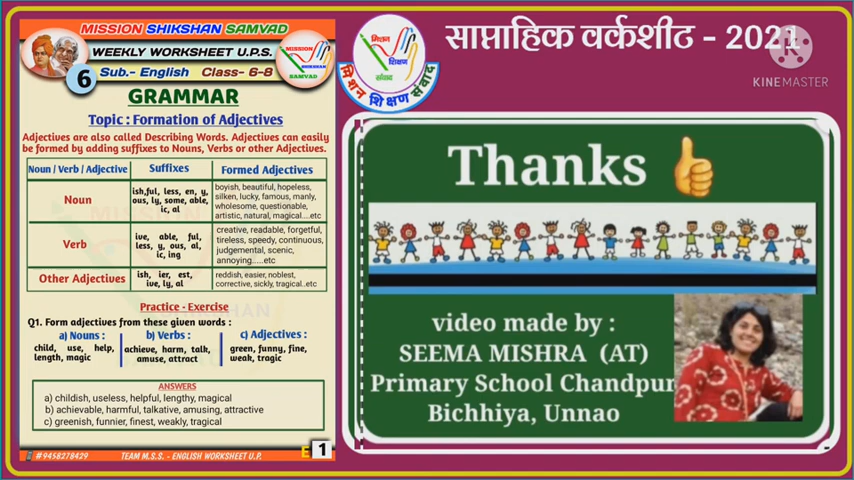 MISSION SHIKSHAN SAMVAD
WEEKLY WORKSHEET U.P.S.
6
Sub.- English Class- 6-8
MISSION
SHIKSHAN
SAMVAD
GRAMMAR
Topic : Formation of Adjectives
Adjectives are also called Describing Words. Adjectives can easily
be formed by adding suffixes to Nouns, Verbs or other Adjectives.
Noun / Verb / Adjective Suffixes Formed Adjectives
Noun
ish,ful, less, en, y,
ous, ly, some, able,
ic, al
boyish, beautiful, hopeless,
silken, lucky, famous, manly,
wholesome, questionable,
artistic, natural, magical....etc
Verb
ive, able, ful,
less, y, ous, al,
ic, ing
creative, readable, forgetful,
tireless, speedy, continuous,
judgemental, scenic,
annoying.....etc
Other Adjectives
ish, ier, est,
ive, ly, al
reddish, easier, noblest,
corrective, sickly, tragical..etc
Practice - Exercise
Q1. Form adjectives from these given words :
a) Nouns :
child, use, help,
length, magic
b) Verbs :
achieve, harm, talk,
amuse, attract
c) Adjectives :
green, funny, fine,
weak, tragic
ANSWERS
a) childish, useless, helpful, lengthy, magical
b) achievable, harmful, talkative, amusing, attractive
c) greenish, funnier, finest, weakly, tragical
#9458278429 TEAM M.S.S. - ENGLISH WORKSHEET U.P.
E 1
मिशन
शिक्षण
संवाद
मिशन शिक्षण संवाद
साप्ताहिक वर्कशीट - 2021
KINEMASTER
Thanks
video made by :
SEEMA MISHRA (AT)
Primary School Chandpur
Bichhiya, Unnao